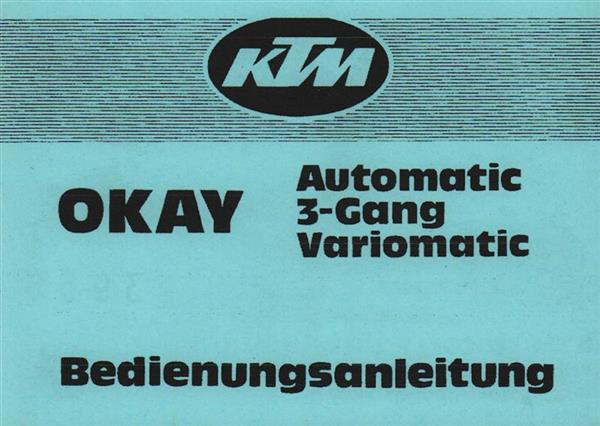 KTM
OKAY
Automatic
3-Gang
Variomatic
Bedienungsanleitung